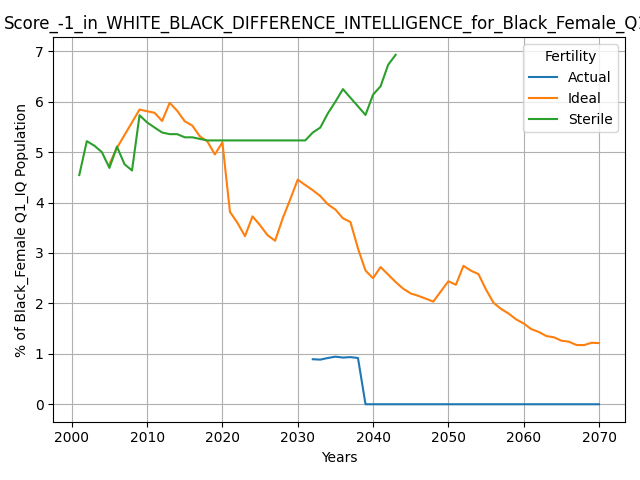 Score_-1_in_WHITE_BLACK_DIFFERENCE_INTELLIGENCE_for_Black_Female_Q1
Fertility
Actual
Ideal
Sterile
% of Black_Female Q1_IQ Population
7
6
5
4
3
2
1
0
2000 2010 2020 2030 2040 2050 2060 2070
Years